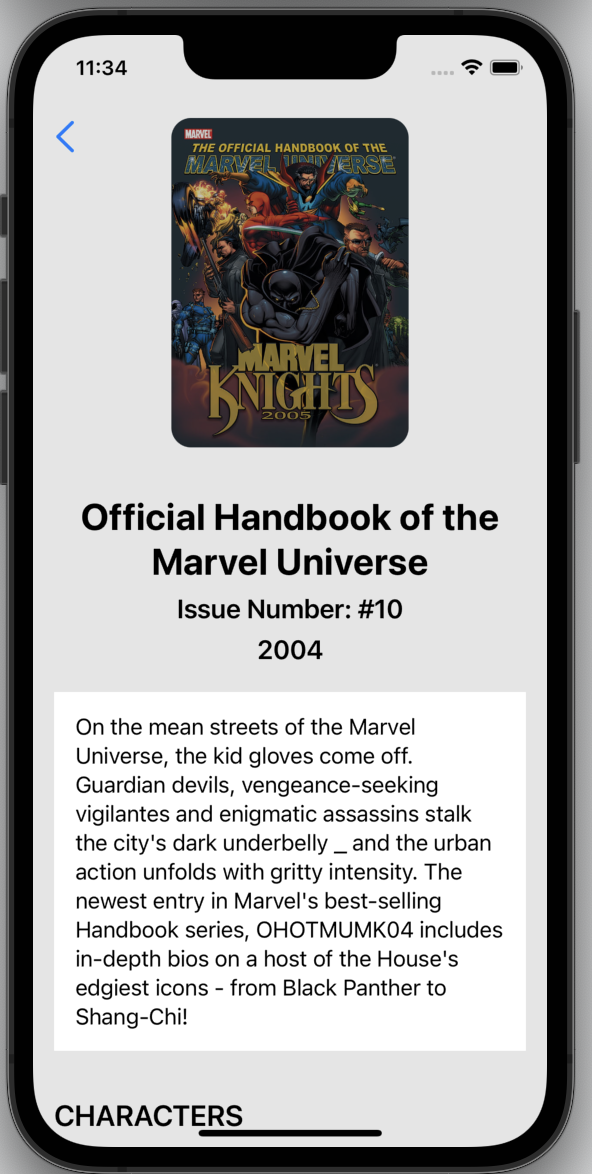 11:34
MARVEL
THE OFFICIAL HANDBOOK OF THE
MARVEL UNIVERSE
MARVEL
KNIGHTS
2005
Official Handbook of the
Marvel Universe
Issue Number: #10
2004
On the mean streets of the Marvel
Universe, the kid gloves come off.
Guardian devils, vengeance-seeking
vigilantes and enigmatic assassins stalk
the city's dark underbelly _ and the urban
action unfolds with gritty intensity. The
newest entry in Marvel's best-selling
Handbook series, OHOTMUMK04 includes
in-depth bios on a host of the House's
edgiest icons - from Black Panther to
Shang-Chi!
CHARACTERS